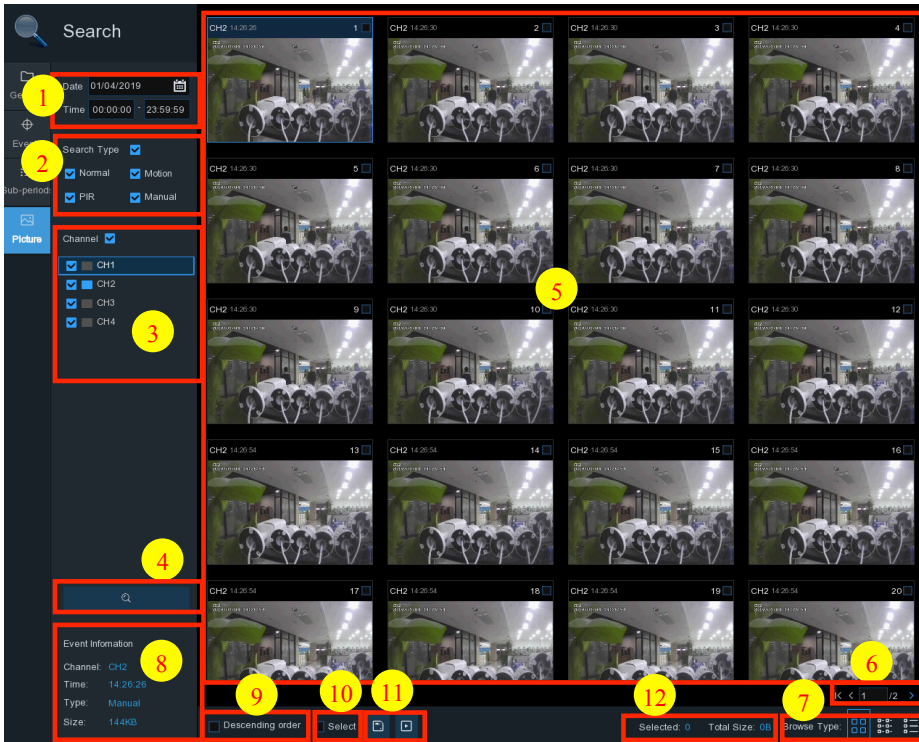 Search
Date 01/04/2019
Time 00:00:00 - 23:59:59
1
Search Type
Normal Motion
PIR Manual
2
Picture
Channel
CH1
CH2
CH3
CH4
3
4
Event Infomation
Channel: CH2
Time: 14:26:26
Type: Manual
Size: 144KB
8
CH2 14:26:26 1
CH2 14:26:30 2
CH2 14:26:30 3
CH2 14:26:30 4
CH2 14:26:30 5
CH2 14:26:30 6
CH2 14:26:30 7
CH2 14:26:30 8
5
CH2 14:26:30 9
CH2 14:26:30 10
CH2 14:26:30 11
CH2 14:26:30 12
CH2 14:26:54 13
CH2 14:26:54 14
CH2 14:26:54 15
CH2 14:26:54 16
CH2 14:26:54 17
CH2 14:26:54 18
CH2 14:26:54 19
CH2 14:26:54 20
6
1 /2
9
Descending order
10
Select
11
12
Selected: 0 Total Size: 0B
7
Browse Type: